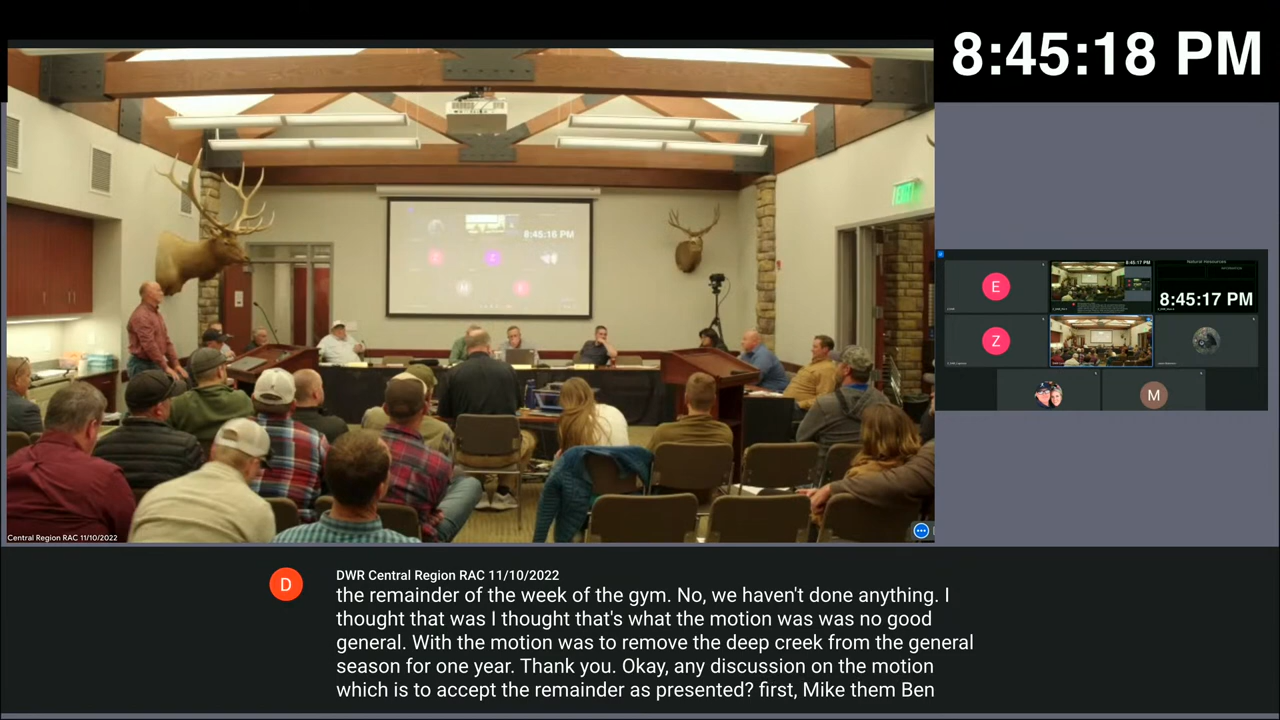 8:45:18 PM
EXIT
8:45:16 PM
E
8:45:17 PM
Natural Resources
8:45:17 PM
Z
M
Central Region RAC 11/10/2022
D
DWR Central Region RAC 11/10/2022
the remainder of the week of the gym. No, we haven't done anything. I
thought that was I thought that's what the motion was was no good
general. With the motion was to remove the deep creek from the general
season for one year. Thank you. Okay, any discussion on the motion
which is to accept the remainder as presented? first, Mike them Ben